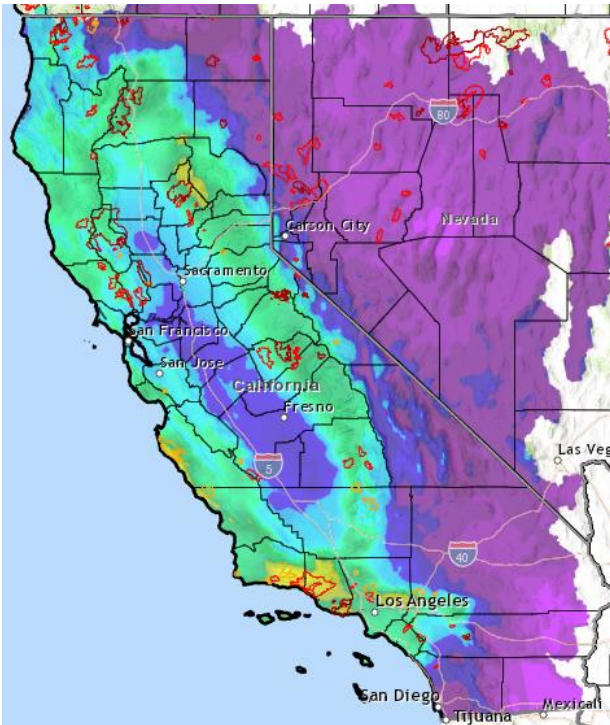 80
Carson City
Nevada
Sacramento
San Francisco
San Jose
California
Fresno
5
Las Veg
40
Los Angeles
San Diego
Mexicali
Tijuana